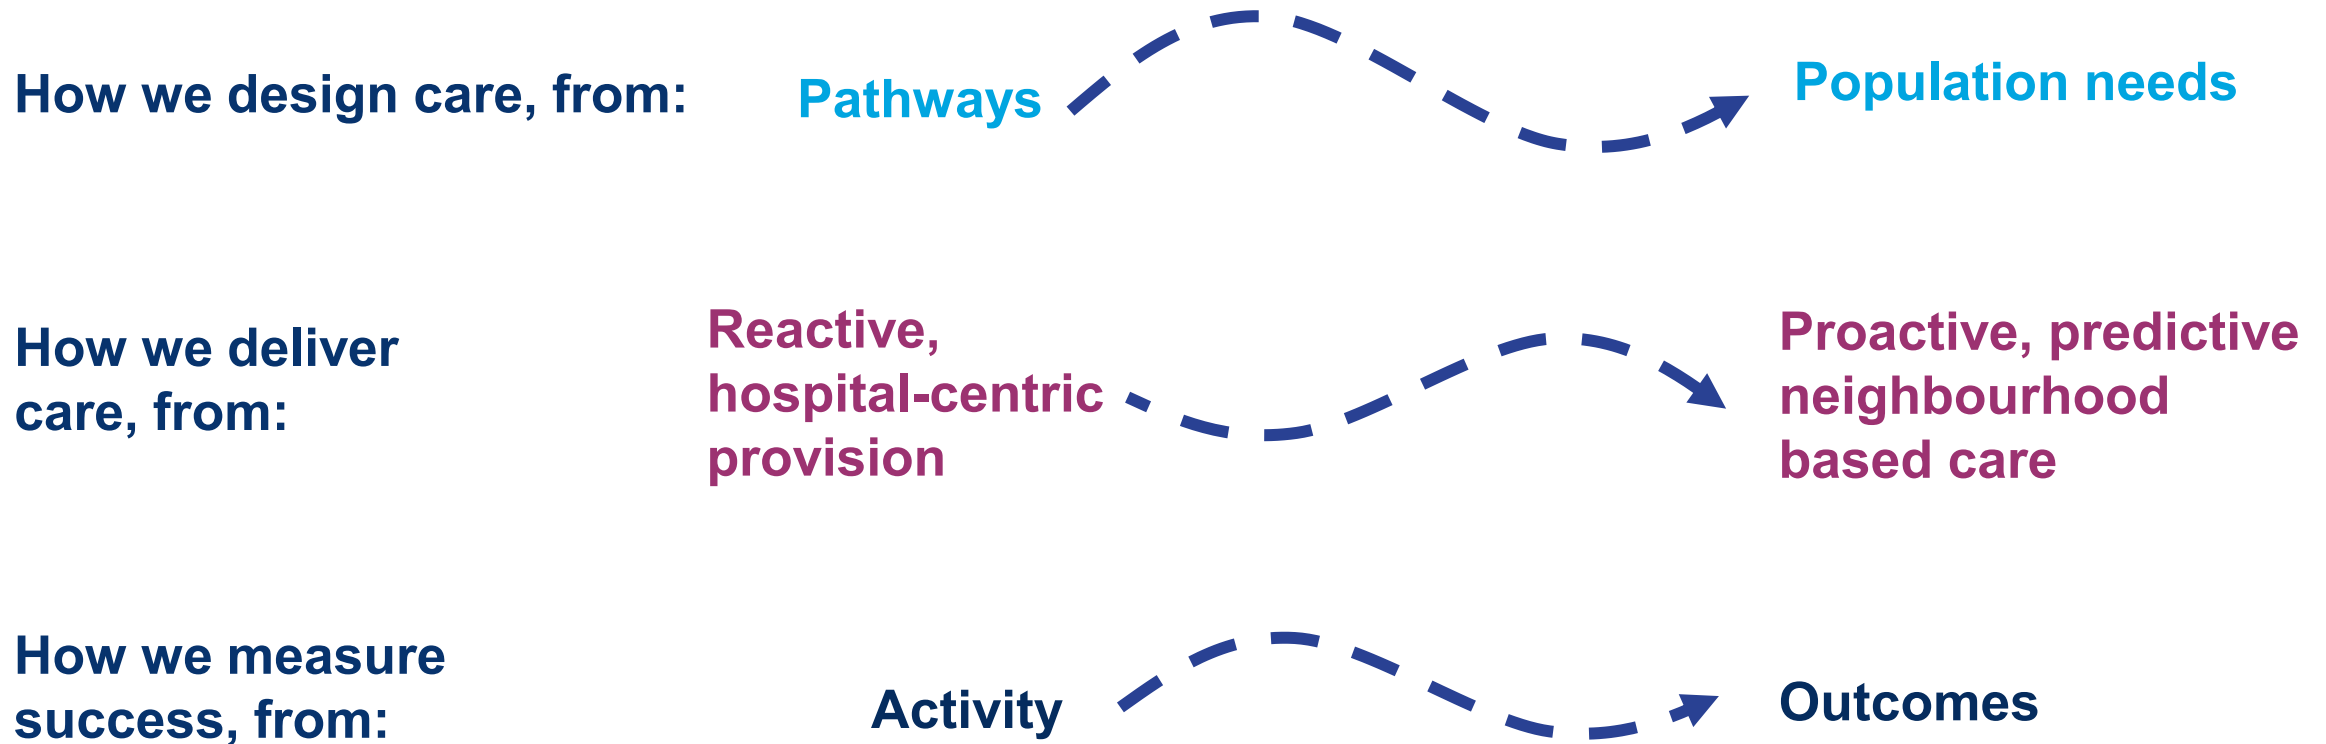 How we design care, from:
Pathways
Population needs
How we deliver
care, from:
Reactive,
hospital-centric
provision
Proactive, predictive
neighbourhood
based care
How we measure
success, from:
Activity
Outcomes